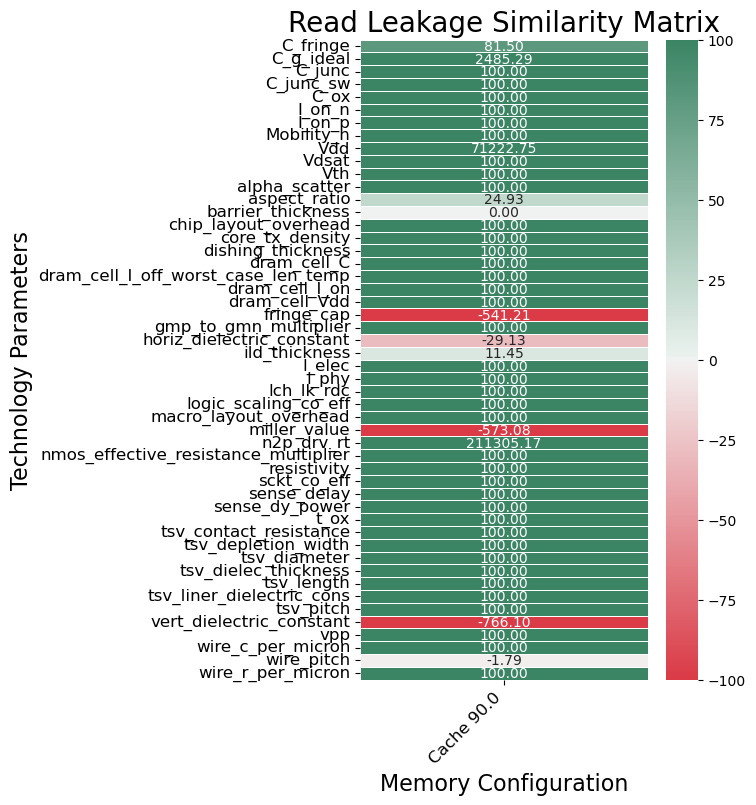 Read Leakage Similarity Matrix
C_fringe 81.50
C_g_ideal 2485.29
C_junc 100.00
C_junc_sw 100.00
C_ox 100.00
I_on_n 100.00
I_on_p 100.00
Mobility_n 100.00
Vdd 71222.75
Vdsat 100.00
Vth 100.00
alpha_scatter 100.00
aspect_ratio 24.93
barrier_thickness 0.00
chip_layout_overhead 100.00
core_tx_density 100.00
dishing_thickness 100.00
dram_cell_C 100.00
dram_cell_I_off_worst_case_len_temp 100.00
dram_cell_I_on 100.00
dram_cell_Vdd 100.00
fringe_cap -541.21
gmp_to_gmn_multiplier 100.00
horiz_dielectric_constant -29.13
ild_thickness 11.45
l_elec 100.00
l_phy 100.00
lch_lk_rdc 100.00
logic_scaling_co_eff 100.00
macro_layout_overhead 100.00
miller_value -573.08
n2p_drv_rt 211305.17
nmos_effective_resistance_multiplier 100.00
resistivity 100.00
sckt_co_eff 100.00
sense_delay 100.00
sense_dy_power 100.00
t_ox 100.00
tsv_contact_resistance 100.00
tsv_depletion_width 100.00
tsv_diameter 100.00
tsv_dielec_thickness 100.00
tsv_length 100.00
tsv_liner_dielectric_cons 100.00
tsv_pitch 100.00
vert_dielectric_constant -766.10
vpp 100.00
wire_c_per_micron 100.00
wire_pitch -1.79
wire_r_per_micron 100.00
Technology Parameters
Cache 90.0
Memory Configuration
100
75
50
25
0
−25
−50
−75
−100